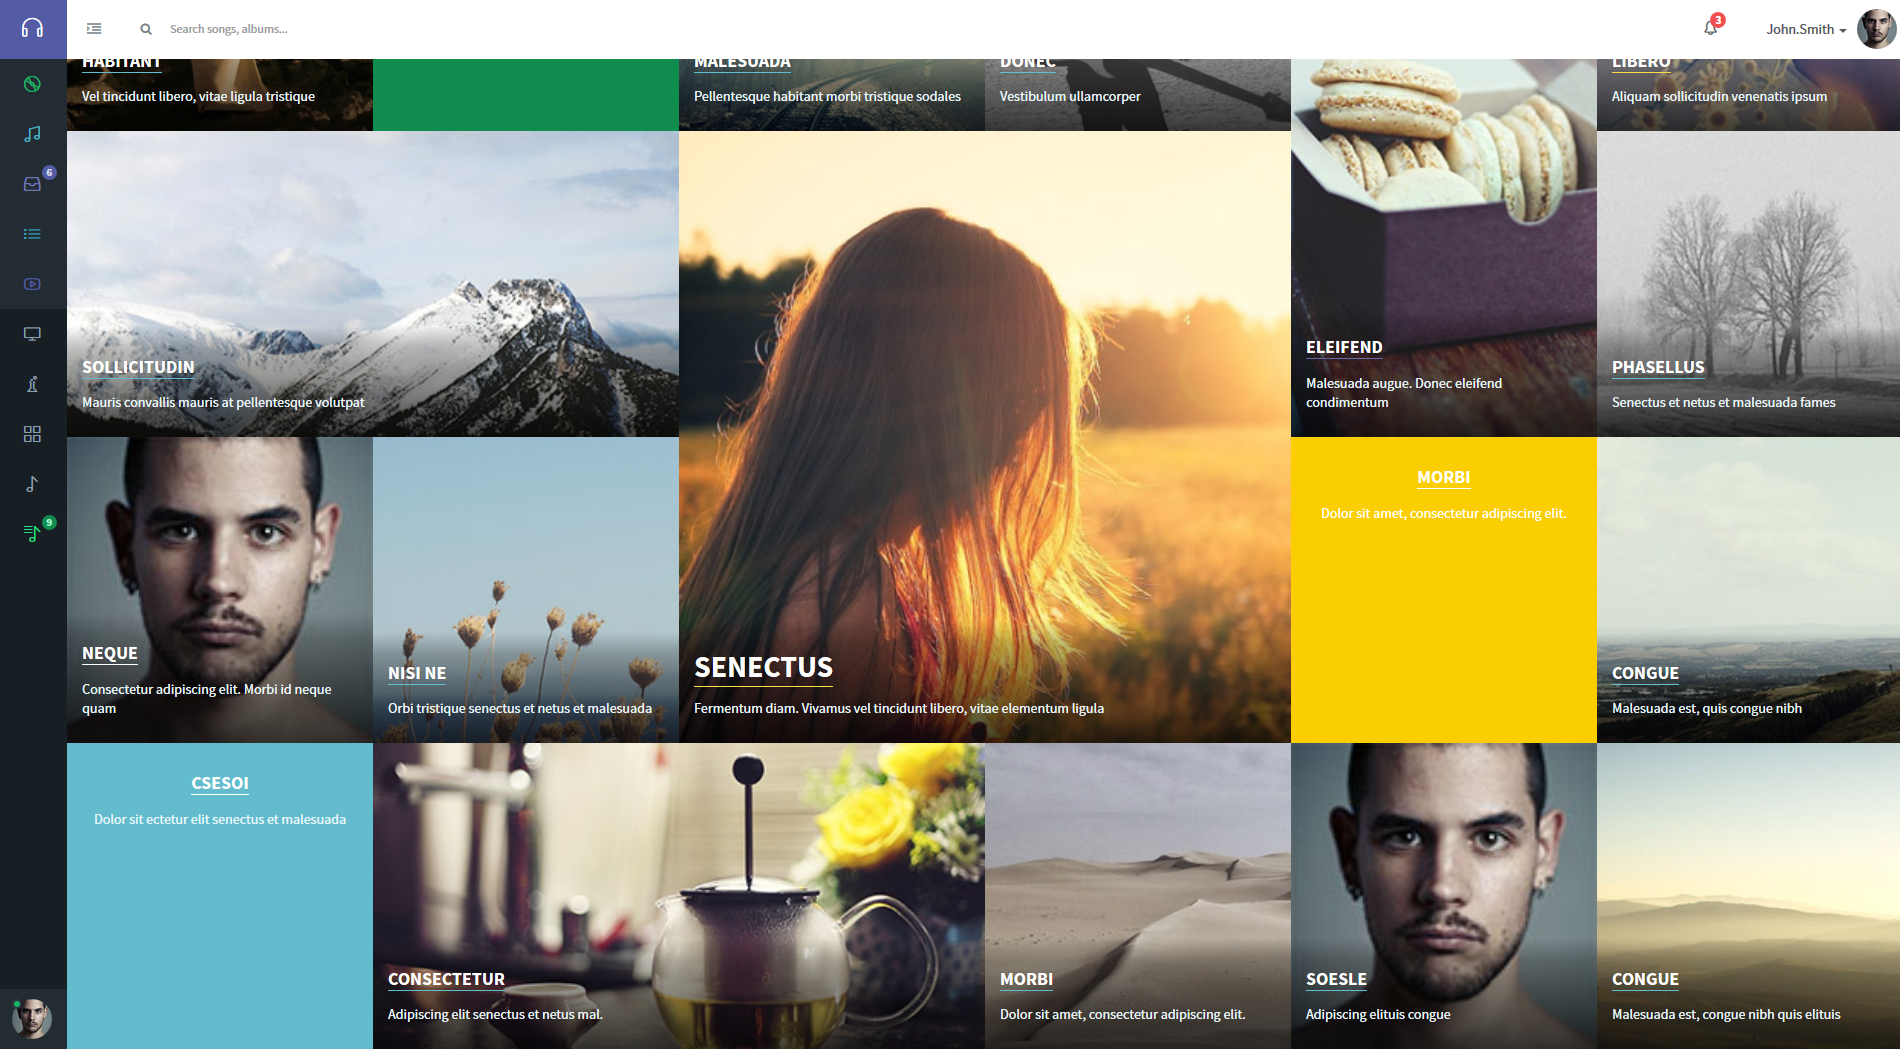 Search songs, albums...
3
John.Smith
HABITANT
Vel tincidunt libero, vitae ligula tristique
MALESUADA
Pellentesque habitant morbi tristique sodales
DONEC
Vestibulum ullamcorper
LIBERO
Aliquam sollicitudin venenatis ipsum
6
9
SOLLICITUDIN
Mauris convallis mauris at pellentesque volutpat
ELEIFEND
Malesuada augue. Donec eleifend
condimentum
PHASELLUS
Senectus et netus et malesuada fames
NEQUE
Consectetur adipiscing elit. Morbi id neque
quam
NISI NE
Orbi tristique senectus et netus et malesuada
SENECTUS
Fermentum diam. Vivamus vel tincidunt libero, vitae elementum ligula
MORBI
Dolor sit amet, consectetur adipiscing elit.
CONGUE
Malesuada est, quis congue nibh
CSESOI
Dolor sit ectetur elit senectus et malesuada
CONSECTETUR
Adipiscing elit senectus et netus mal.
MORBI
Dolor sit amet, consectetur adipiscing elit.
SOESLE
Adipiscing elituis congue
CONGUE
Malesuada est, congue nibh quis elituis